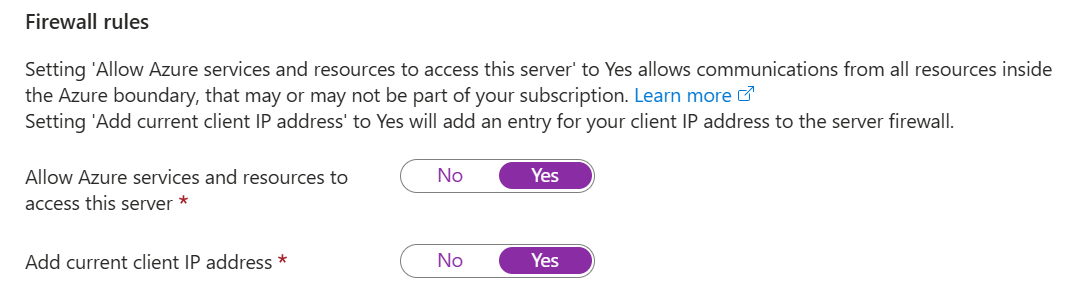 Firewall rules
Setting 'Allow Azure services and resources to access this server' to Yes allows communications from all resources inside
the Azure boundary, that may or may not be part of your subscription. Learn more
Setting 'Add current client IP address' to Yes will add an entry for your client IP address to the server firewall.
Allow Azure services and resources to
access this server *
No Yes
Add current client IP address *
No Yes